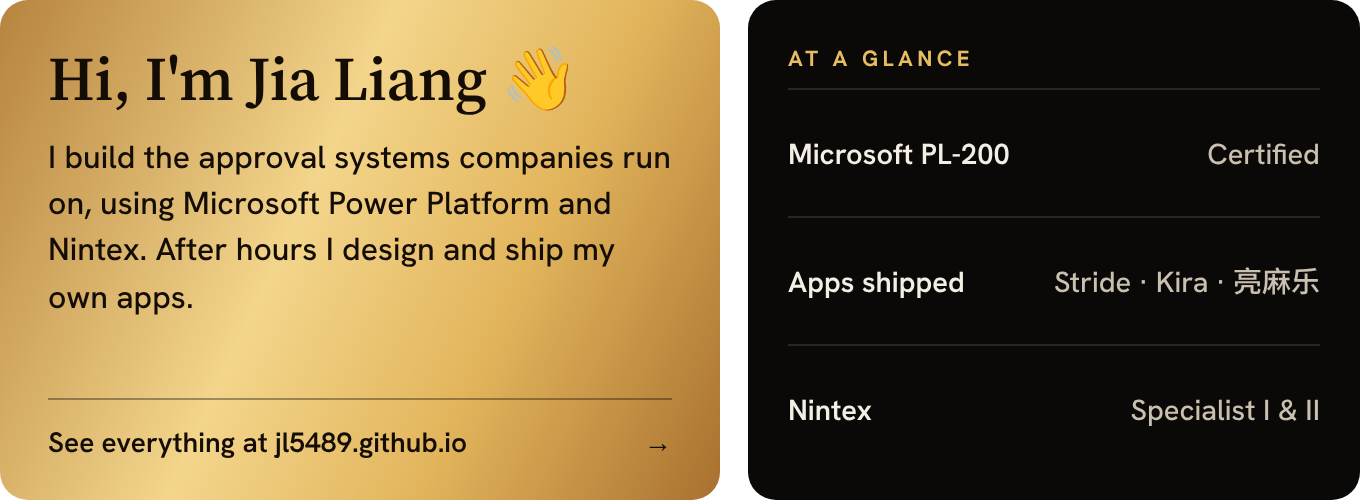 Hi, I'm Jia Liang 👋
I build the approval systems companies run
on, using Microsoft Power Platform and
Nintex. After hours I design and ship my
own apps.
See everything at jl5489.github.io →
AT A GLANCE
Microsoft PL-200 Certified
Apps shipped Stride · Kira · 亮麻乐
Nintex Specialist I & II